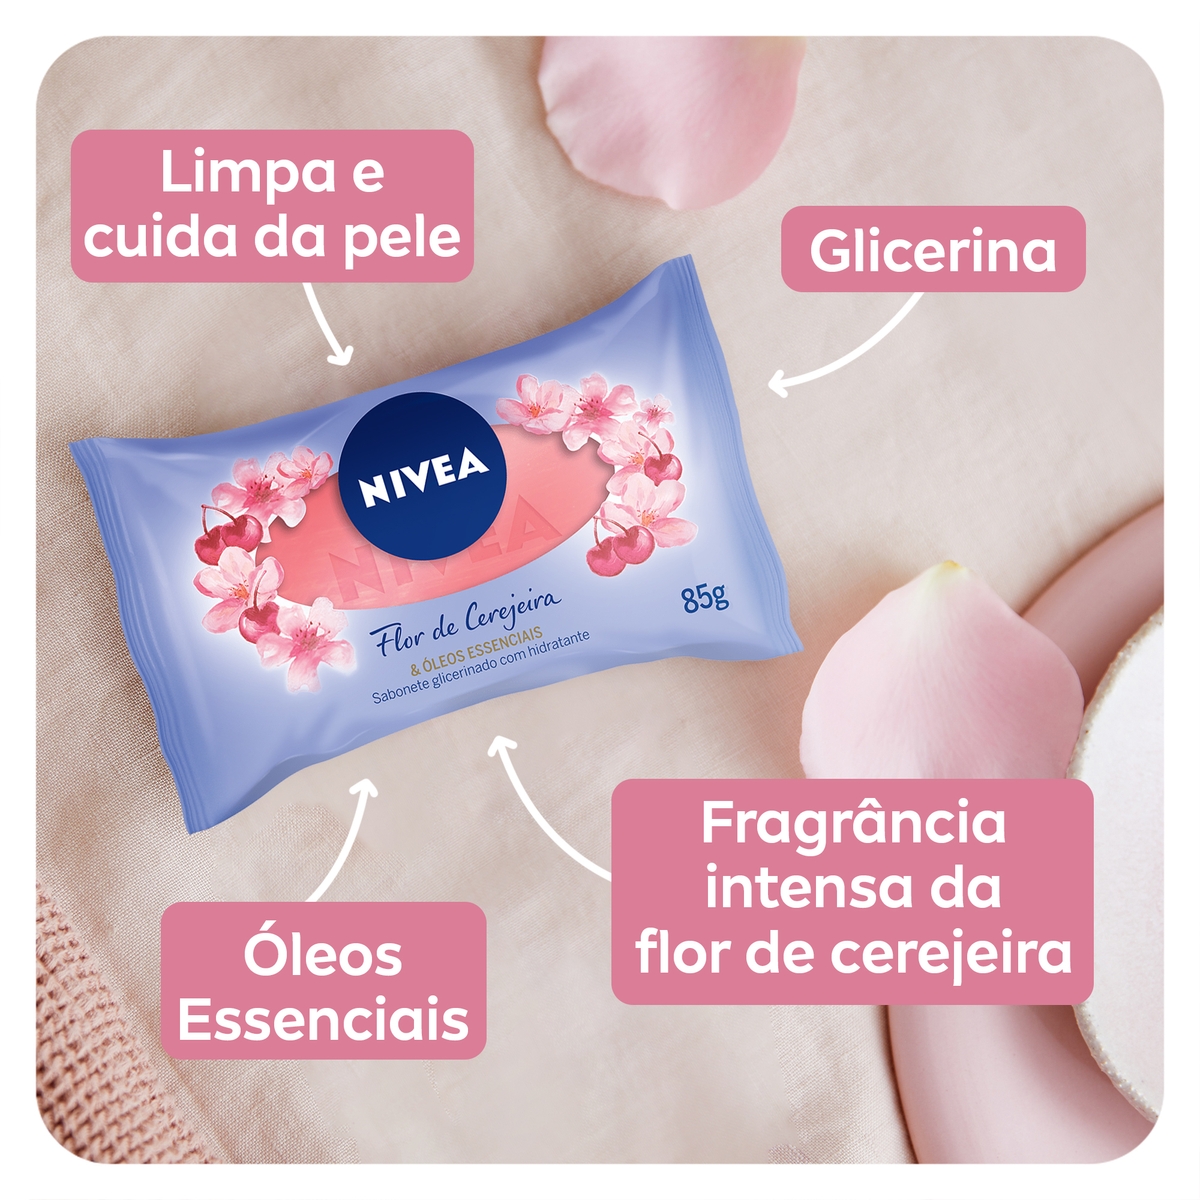 Limpa e
cuida da pele
Glicerina
NIVEA
NIVEA
Flor de Cerejeira
& ÓLEOS ESSENCIAIS
Sabonete glicerinado com hidratante
85g
Óleos
Essenciais
Fragrância
intensa da
flor de cerejeira